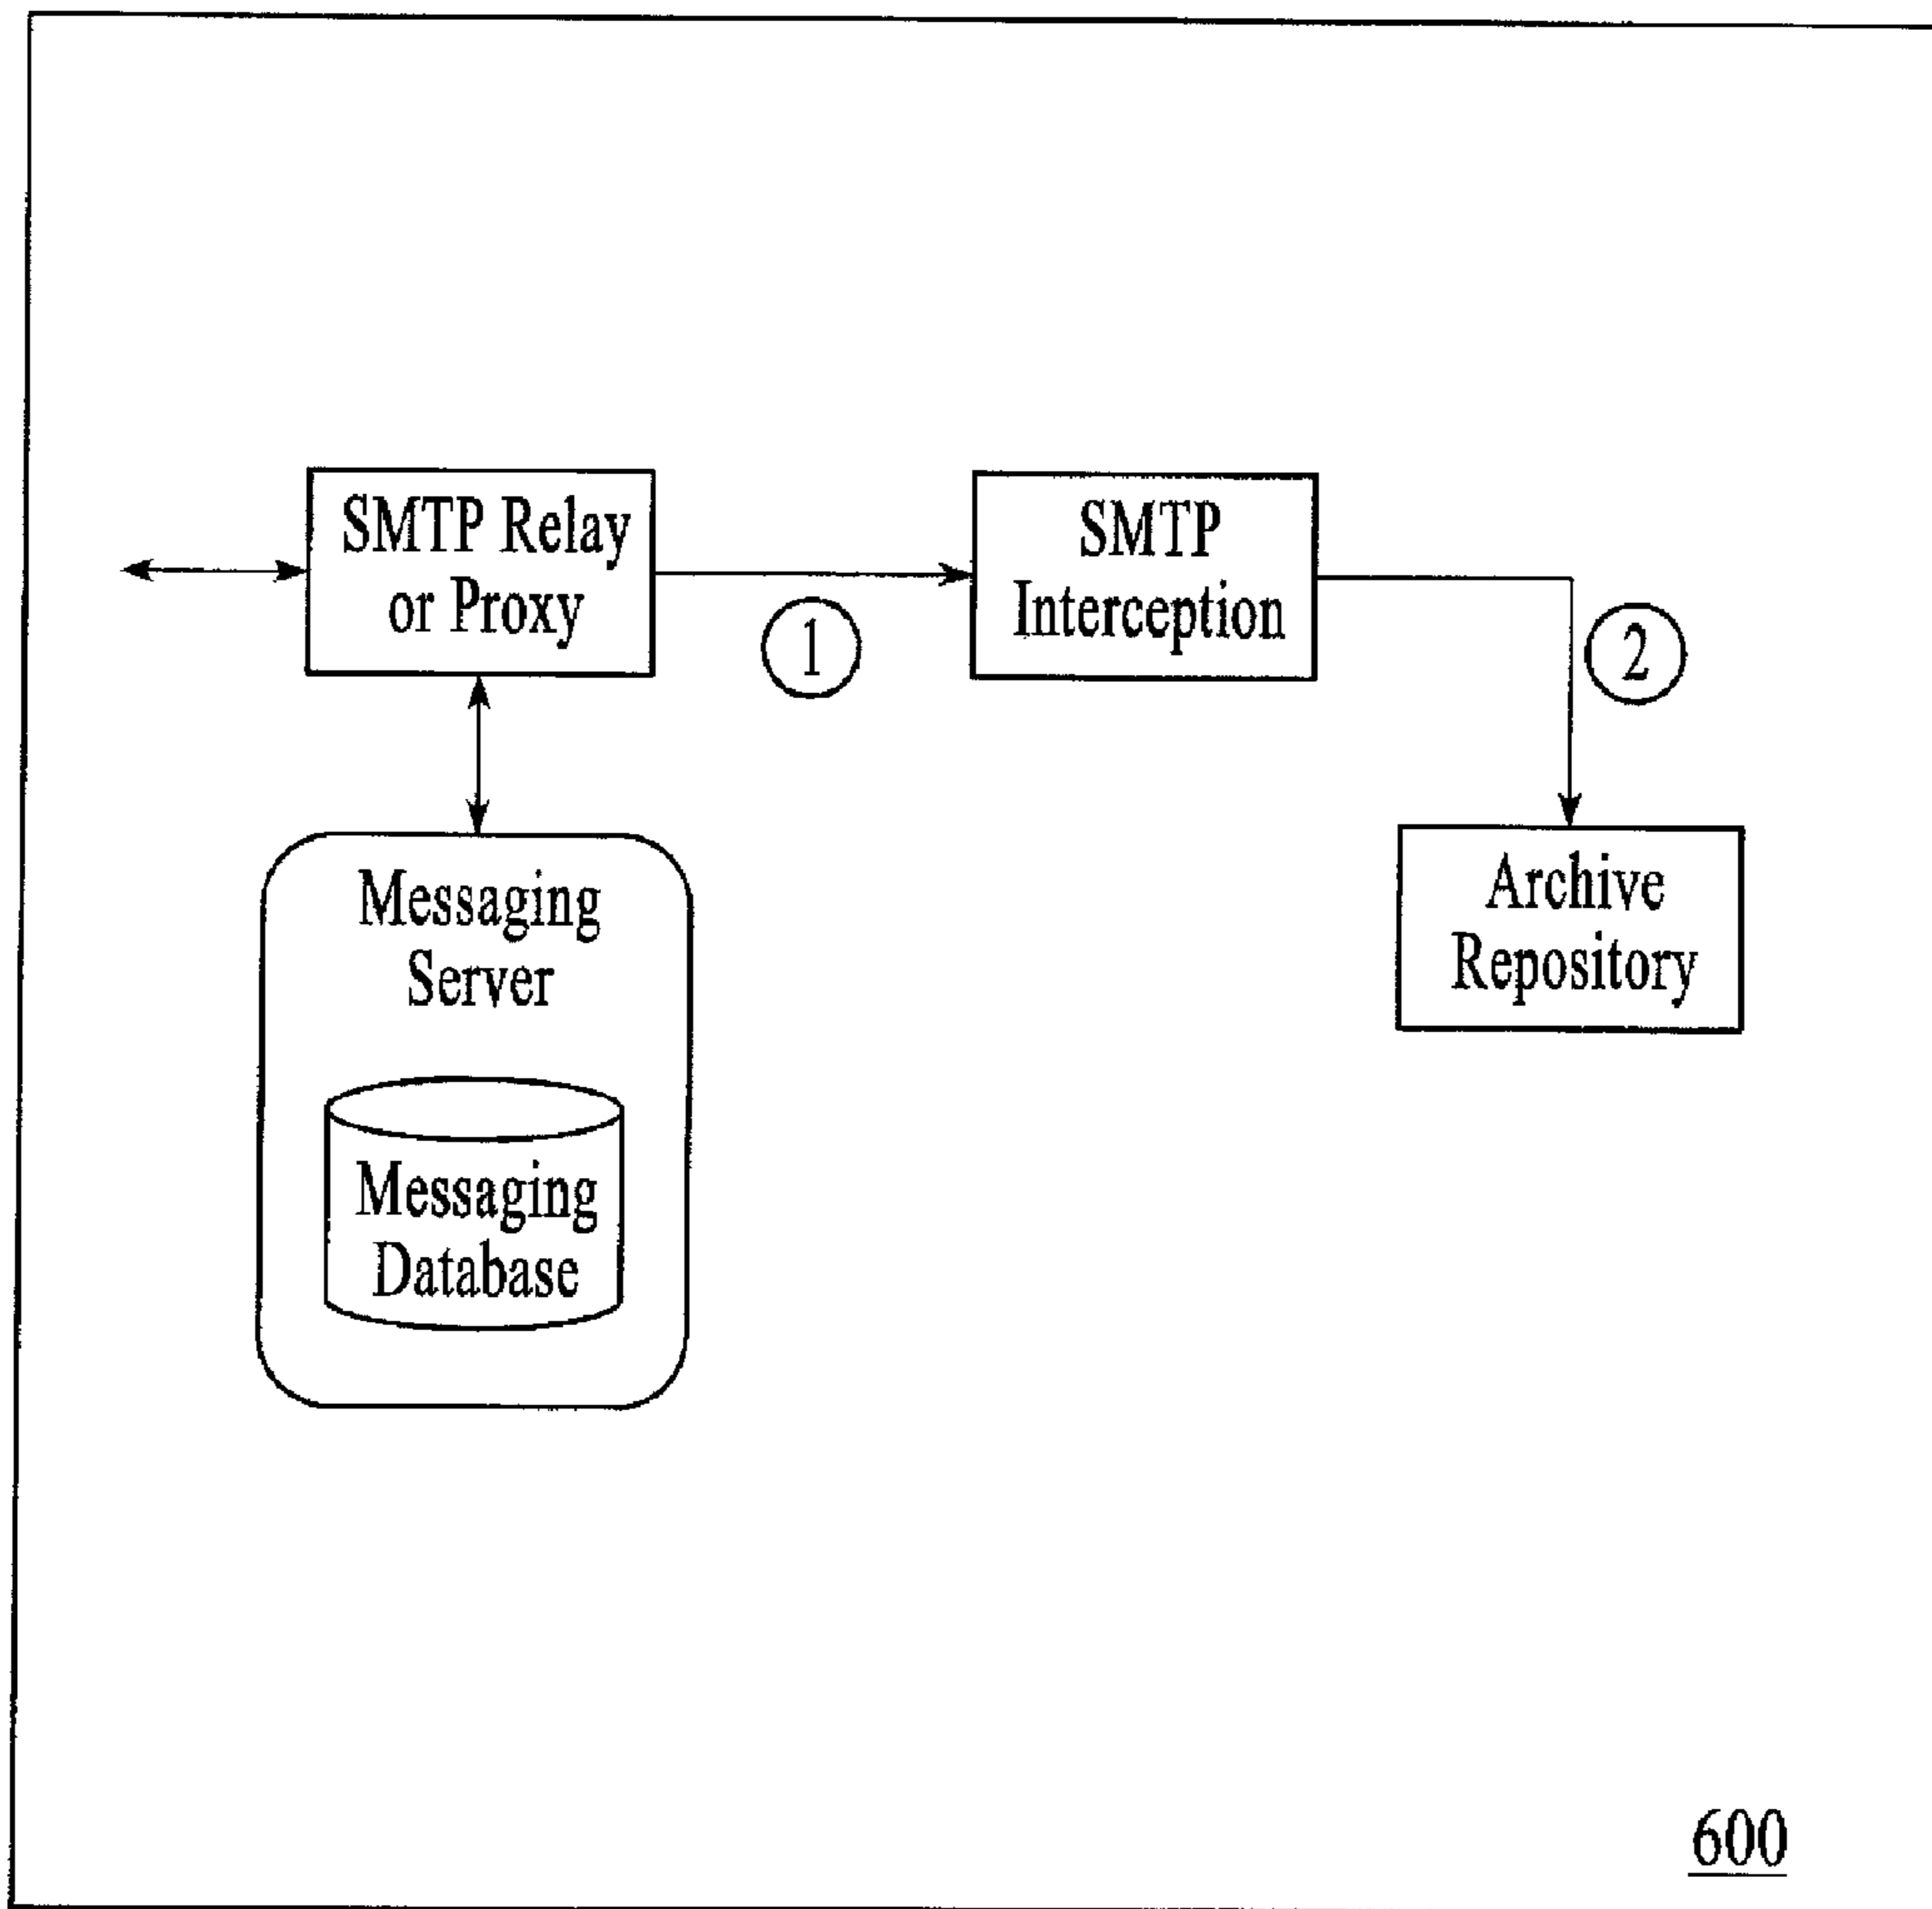 SMTP Relay
or Proxy
1
SMTP
Interception
2
Messaging
Server
Messaging
Database
Archive
Repository
600